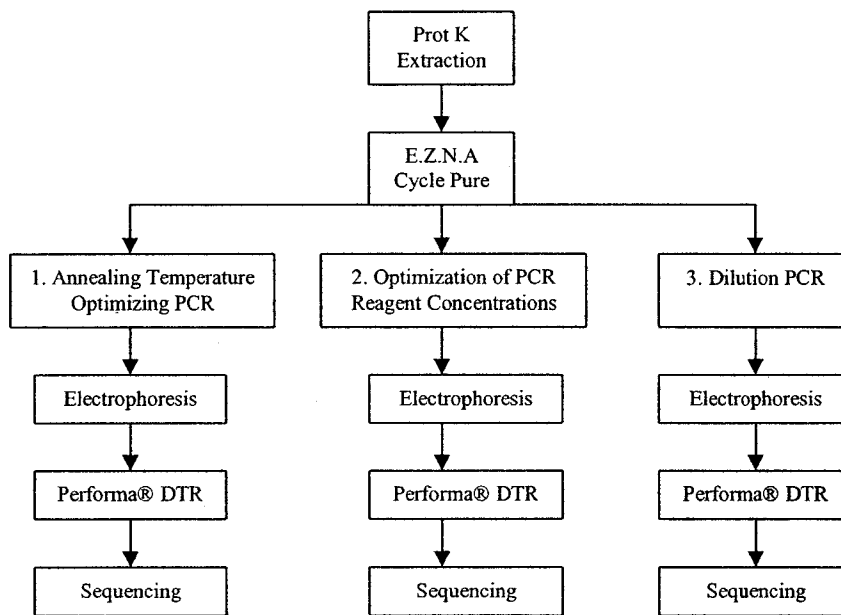 Prot K
Extraction
E.Z.N.A
Cycle Pure
1. Annealing Temperature
Optimizing PCR
2. Optimization of PCR
Reagent Concentrations
3. Dilution PCR
Electrophoresis
Electrophoresis
Electrophoresis
Performa® DTR
Performa® DTR
Performa® DTR
Sequencing
Sequencing
Sequencing